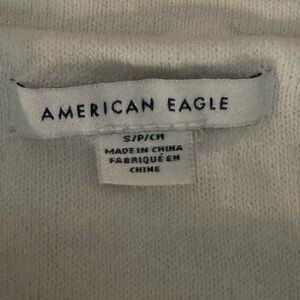 AMERICAN EAGLE
S/P/CH
MADE IN CHINA
FABRIQUÉ EN
CHINE